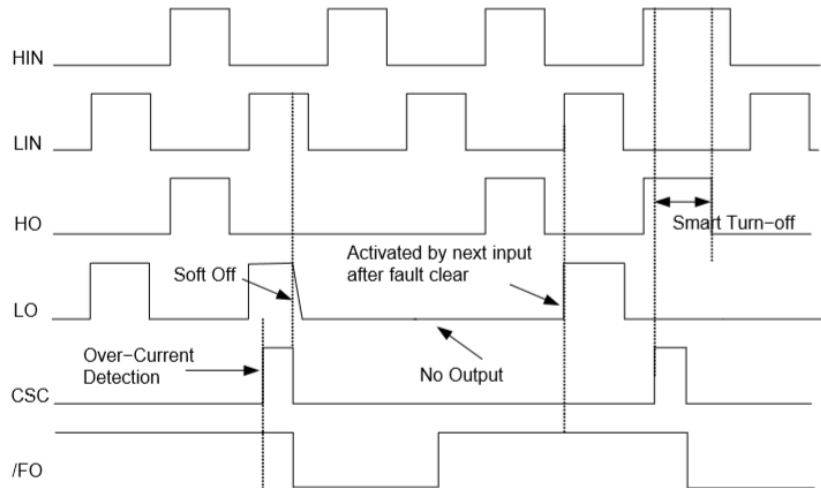 HIN
LIN
HO
Smart Turn−off
Activated by next input
after fault clear
Soft Off
LO
Over−Current
Detection
No Output
CSC
/FO